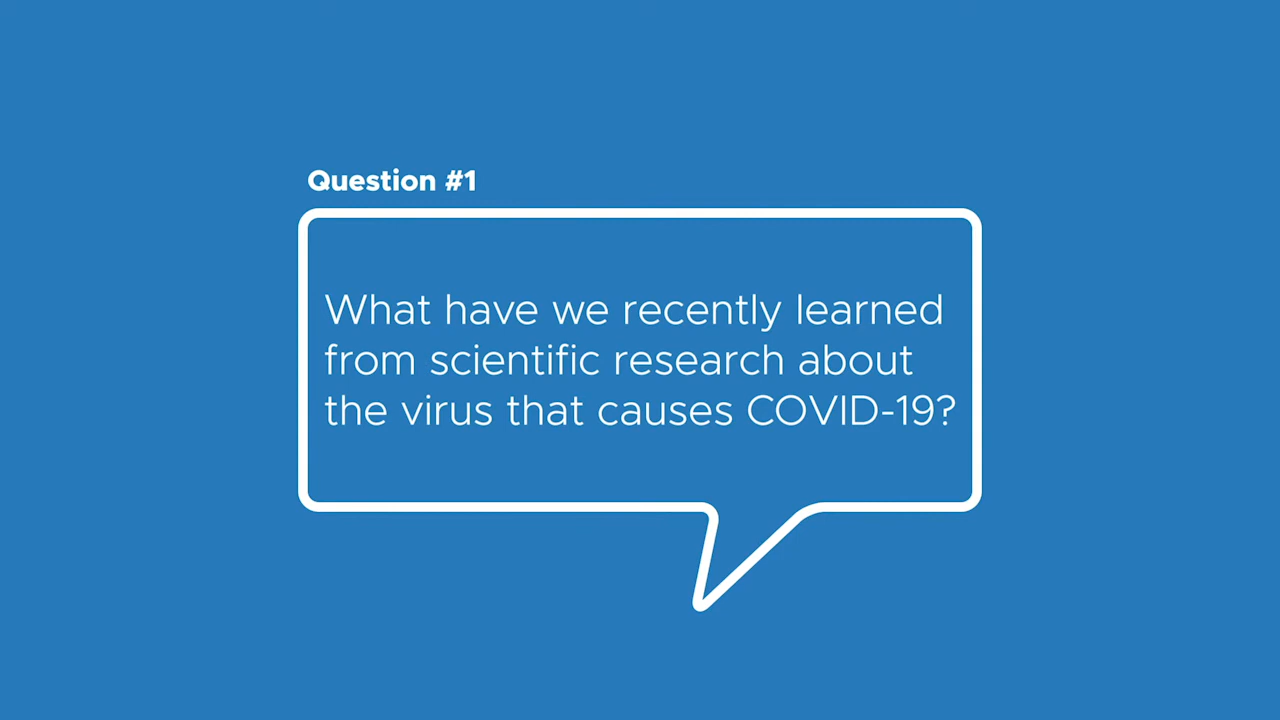 Question #1
What have we recently learned
from scientific research about
the virus that causes COVID-19?